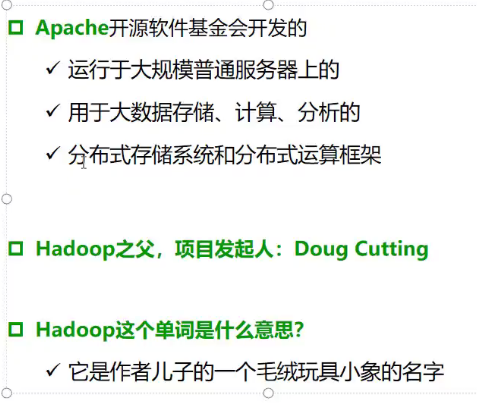 Apache开源软件基金会开发的
运行于大规模普通服务器上的
用于大数据存储、计算、分析的
分布式存储系统和分布式运算框架
Hadoop之父，项目发起人：Doug Cutting
Hadoop这个单词是什么意思？
它是作者儿子的一个毛绒玩具小象的名字